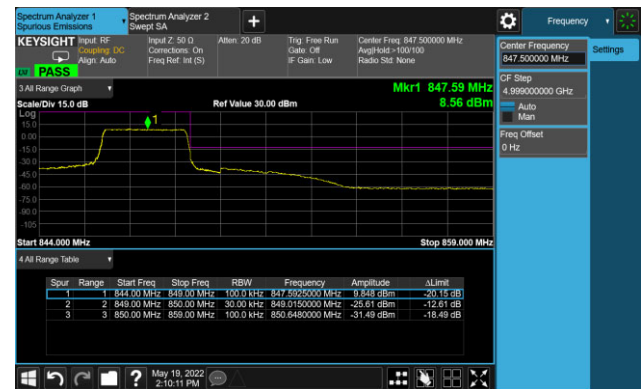 Spectrum Analyzer 1
Spurious Emissions
Spectrum Analyzer 2
Swept SA
Frequency
KEYSIGHT Input: RF
Coupling: DC
Align: Auto
Input Z: 50 Ω
Corrections: On
Freq Ref: Int (S)
Atten: 20 dB
Trig: Free Run
Gate: Off
IF Gain: Low
Center Freq: 847.500000 MHz
Avg|Hold:>100/100
Radio Std: None
PASS
Center Frequency
847.500000 MHz
Settings
CF Step
4.999000000 GHz
Auto
Man
Freq Offset
0 Hz
3 All Range Graph
Mkr1 847.59 MHz
Scale/Div 15.0 dB
Ref Value 30.00 dBm
8.56 dBm
Log
15.0
0.00
-15.0
-30.0
-45.0
-60.0
-75.0
-90.0
-105
1
Start 844.000 MHz
Stop 859.000 MHz
4 All Range Table
Spur Range Start Freq Stop Freq RBW Frequency Amplitude ΔLimit
1 1 844.00 MHz 849.00 MHz 100.0 kHz 847.5925000 MHz 9.848 dBm -20.15 dB
2 2 849.00 MHz 850.00 MHz 30.00 kHz 849.0150000 MHz -25.61 dBm -12.61 dB
3 3 850.00 MHz 859.00 MHz 100.0 kHz 850.6480000 MHz -31.49 dBm -18.49 dB
May 19, 2022
2:10:11 PM